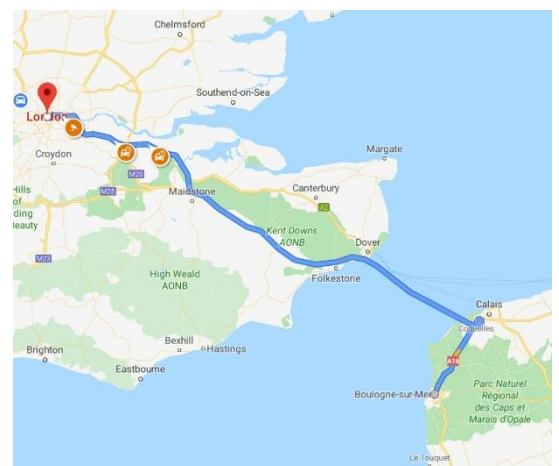 Chelmsford
Southend-on-Sea
London
Croydon
Margate
M20
M25
Hills
of
ding
Beauty
Maidstone
Canterbury
A2
Kent Downs
AONB
Dover
M23
Folkestone
High Weald
AONB
Calais
Coquelles
Bexhill
Hastings
Brighton
Eastbourne
A16
Boulogne-sur-Mer
Parc Naturel
Régional
des Caps et
Marais d'Opale
Le Touquet